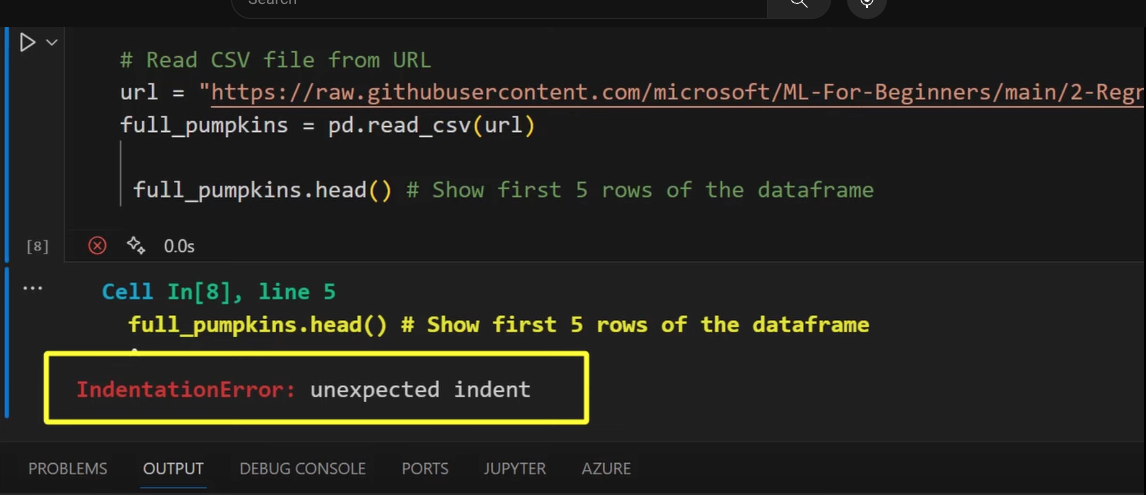 Search
# Read CSV file from URL
url = "https://raw.githubusercontent.com/microsoft/ML-For-Beginners/main/2-Regr
full_pumpkins = pd.read_csv(url)
full_pumpkins.head() # Show first 5 rows of the dataframe
[8] 0.0s
... Cell In[8], line 5
full_pumpkins.head() # Show first 5 rows of the dataframe
IndentationError: unexpected indent
PROBLEMS OUTPUT DEBUG CONSOLE PORTS JUPYTER AZURE